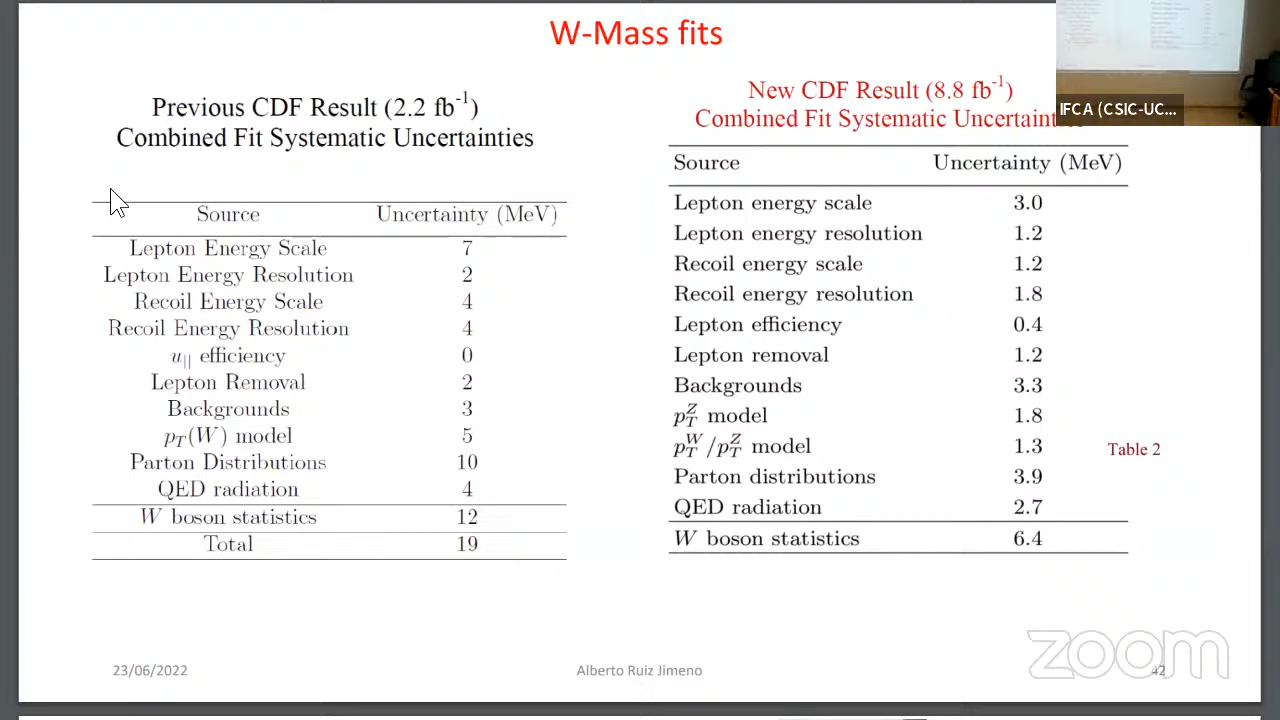 W-Mass fits
Previous CDF Result (2.2 fb⁻¹)
Combined Fit Systematic Uncertainties
Source Uncertainty (MeV)
Lepton Energy Scale 7
Lepton Energy Resolution 2
Recoil Energy Scale 4
Recoil Energy Resolution 4
u|| efficiency 0
Lepton Removal 2
Backgrounds 3
pT(W) model 5
Parton Distributions 10
QED radiation 4
W boson statistics 12
Total 19
New CDF Result (8.8 fb⁻¹)
Combined Fit Systematic
Source Uncertainty (MeV)
Lepton energy scale 3.0
Lepton energy resolution 1.2
Recoil energy scale 1.2
Recoil energy resolution 1.8
Lepton efficiency 0.4
Lepton removal 1.2
Backgrounds 3.3
pTZ model 1.8
pTW/pTZ model 1.3
Parton distributions 3.9
QED radiation 2.7
W boson statistics 6.4
Table 2
IFCA (CSIC-UC...
23/06/2022
Alberto Ruiz Jimeno
42
zoom